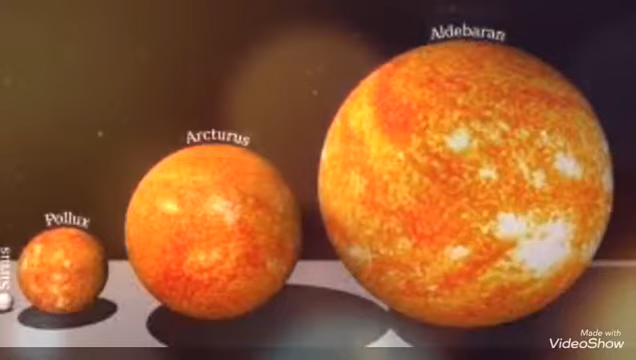 Sirius
Pollux
Arcturus
Aldebaran
Made with
VideoShow